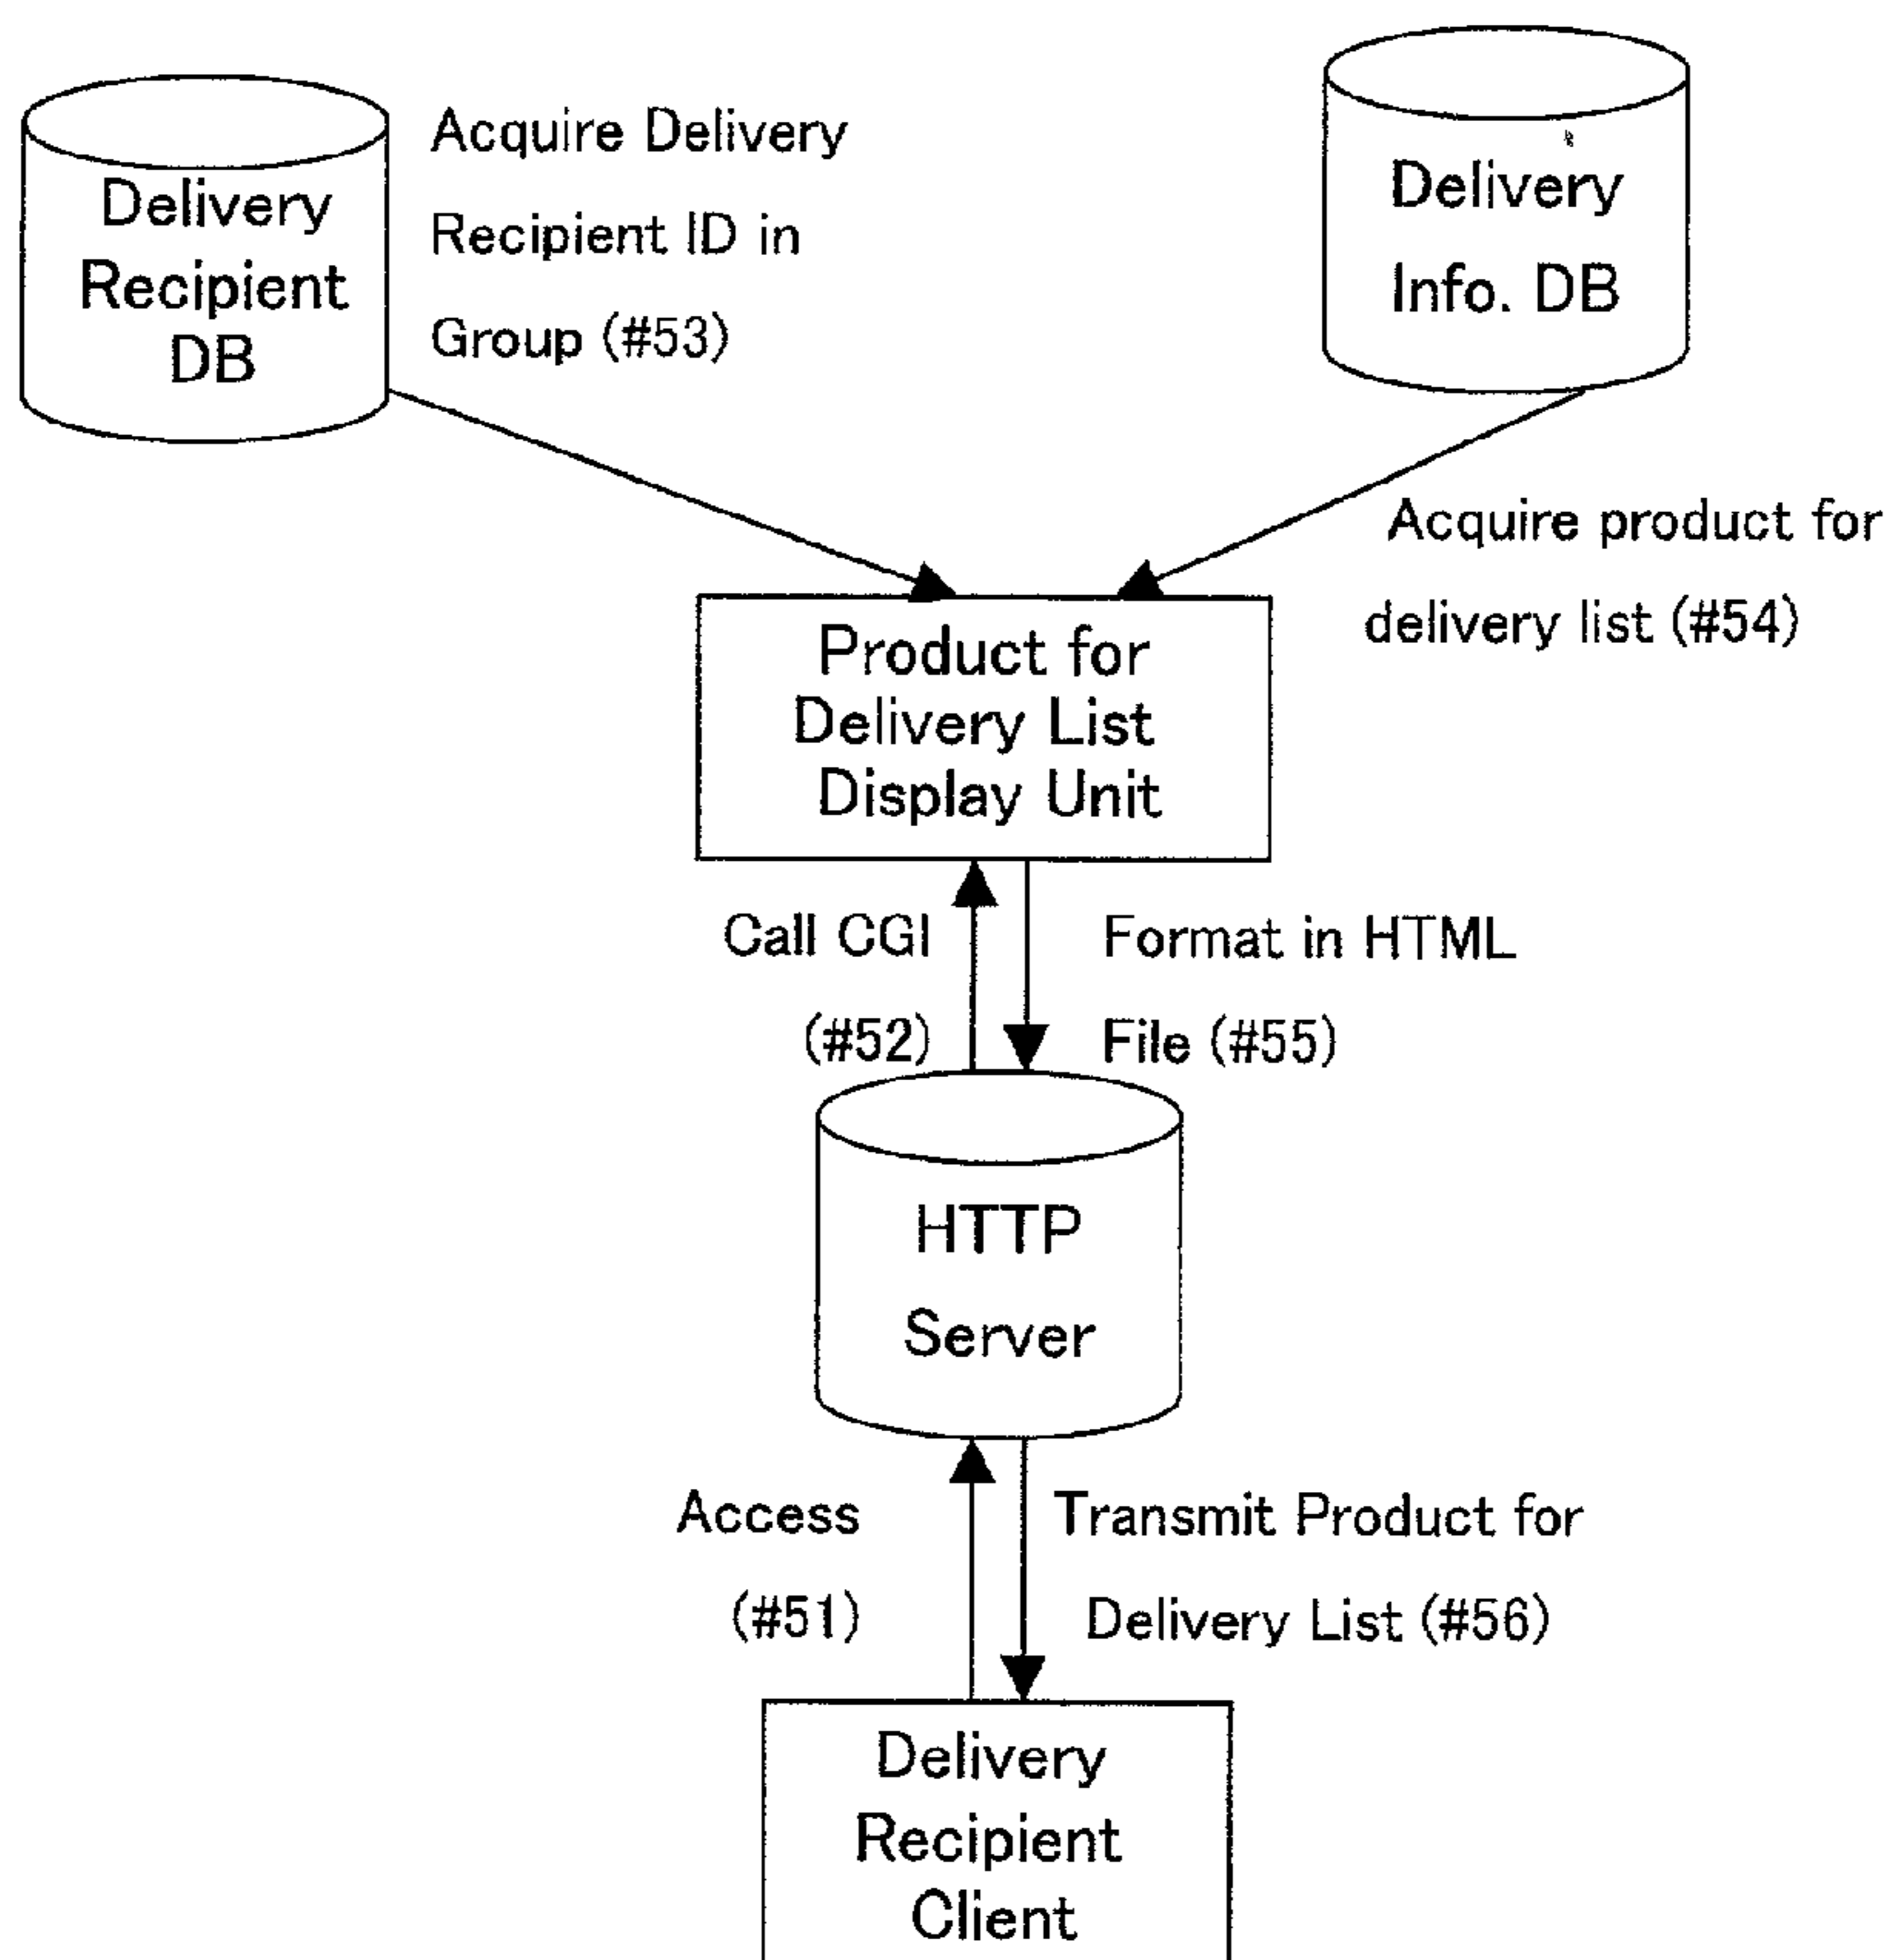 Delivery
Recipient
DB
Acquire Delivery
Recipient ID in
Group (#53)
Delivery
Info. DB
Acquire product for
delivery list (#54)
Product for
Delivery List
Display Unit
Call CGI
(#52)
Format in HTML
File (#55)
HTTP
Server
Access
(#51)
Transmit Product for
Delivery List (#56)
Delivery
Recipient
Client